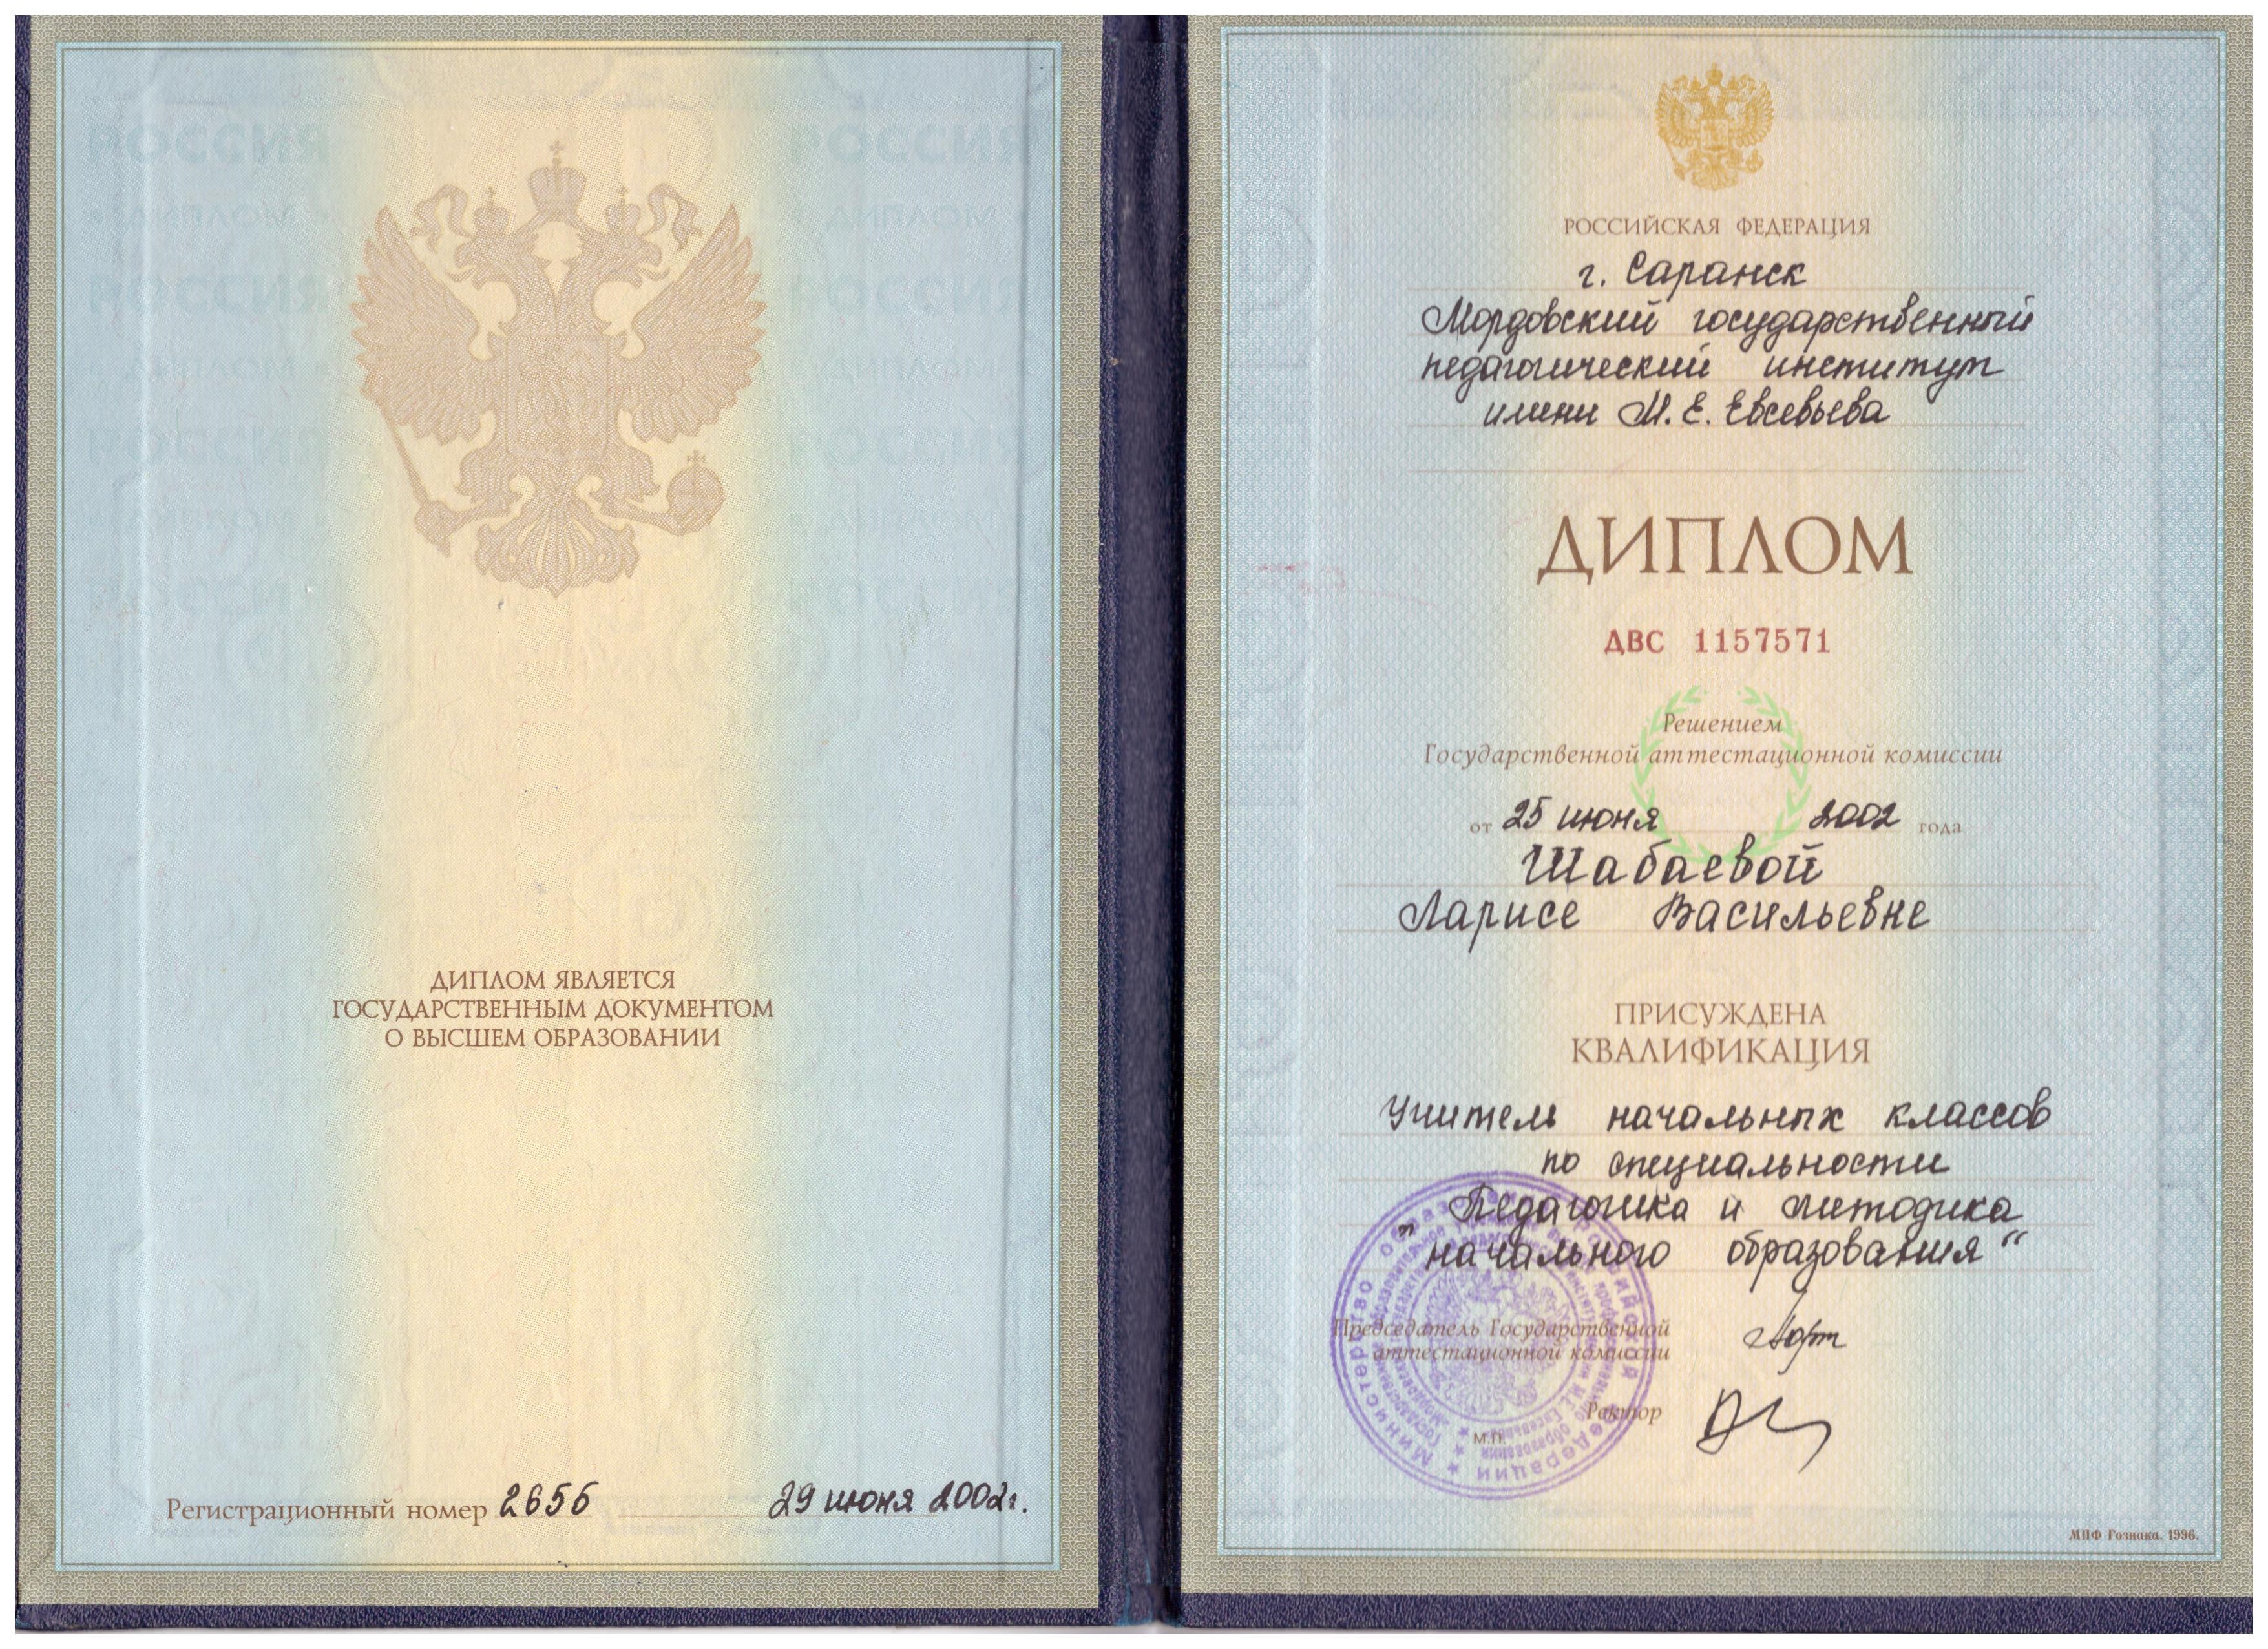 ДИПЛОМ ЯВЛЯЕТСЯ
ГОСУДАРСТВЕННЫМ ДОКУМЕНТОМ
О ВЫСШЕМ ОБРАЗОВАНИИ
Регистрационный номер 2656 29 июня 2002г.
РОССИЙСКАЯ ФЕДЕРАЦИЯ
г. Саранск
Мордовский государственный
педагогический институт
имени М. Е. Евсевьева
ДИПЛОМ
ДВС 1157571
Решением
Государственной аттестационной комиссии
от 25 июня 2002 года
Шабаевой
Ларисе Васильевне
ПРИСУЖДЕНА
КВАЛИФИКАЦИЯ
Учитель начальных классов
по специальности
„Педагогика и методика
начального образования“
Председатель Государственной
аттестационной комиссии
Ректор
М.П.
МПФ Гознака. 1996.